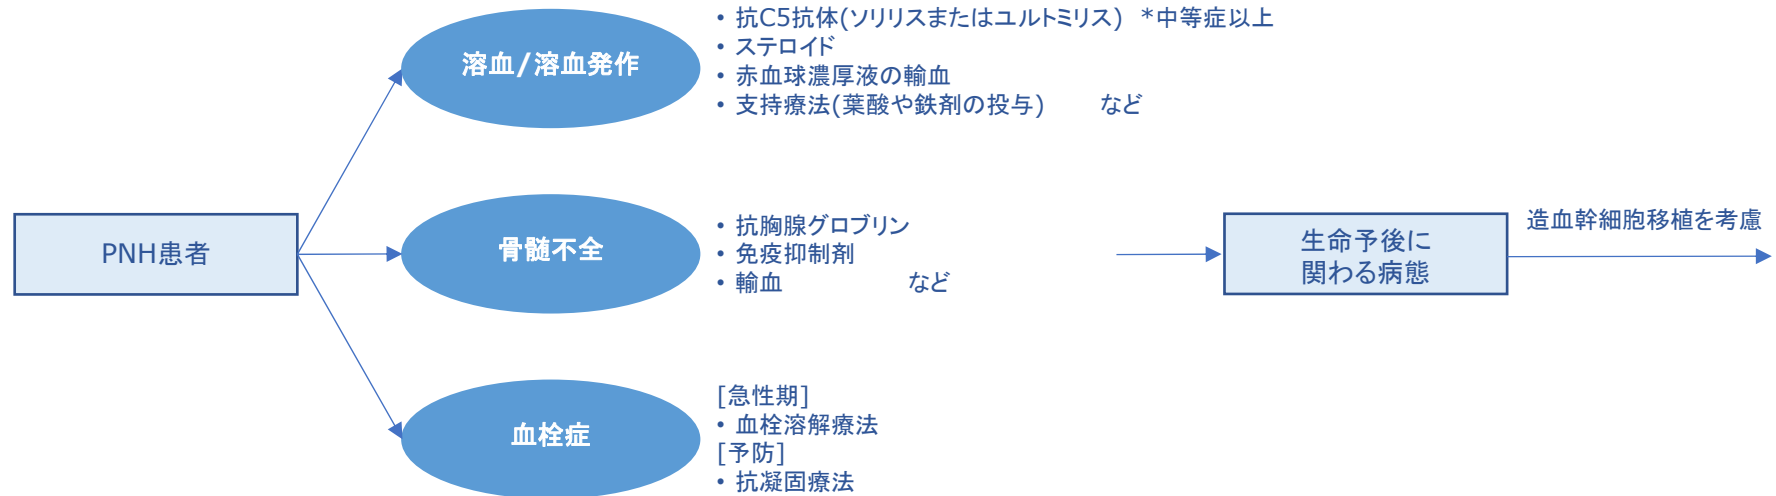 PNH患者
溶血/溶血発作
• 抗C5抗体(ソリリスまたはユルトミリス) *中等症以上
• ステロイド
• 赤血球濃厚液の輸血
• 支持療法(葉酸や鉄剤の投与) など
骨髄不全
• 抗胸腺グロブリン
• 免疫抑制剤
• 輸血 など
血栓症
[急性期]
• 血栓溶解療法
[予防]
• 抗凝固療法
生命予後に
関わる病態
造血幹細胞移植を考慮